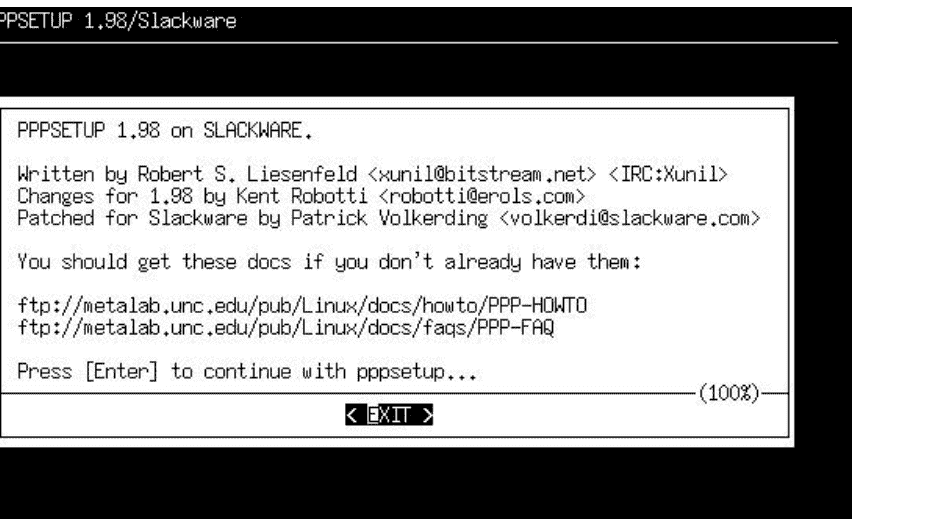 PPSETUP 1.98/Slackware
PPPSETUP 1.98 on SLACKWARE.
Written by Robert S. Liesenfeld <xunil@bitstream.net> <IRC:Xunil>
Changes for 1.98 by Kent Robotti <robotti@erols.com>
Patched for Slackware by Patrick Volkerding <volkerdi@slackware.com>
You should get these docs if you don't already have them:
ftp://metalab.unc.edu/pub/Linux/docs/howto/PPP-HOWTO
ftp://metalab.unc.edu/pub/Linux/docs/faqs/PPP-FAQ
Press [Enter] to continue with pppsetup...
(100%)
< EXIT >